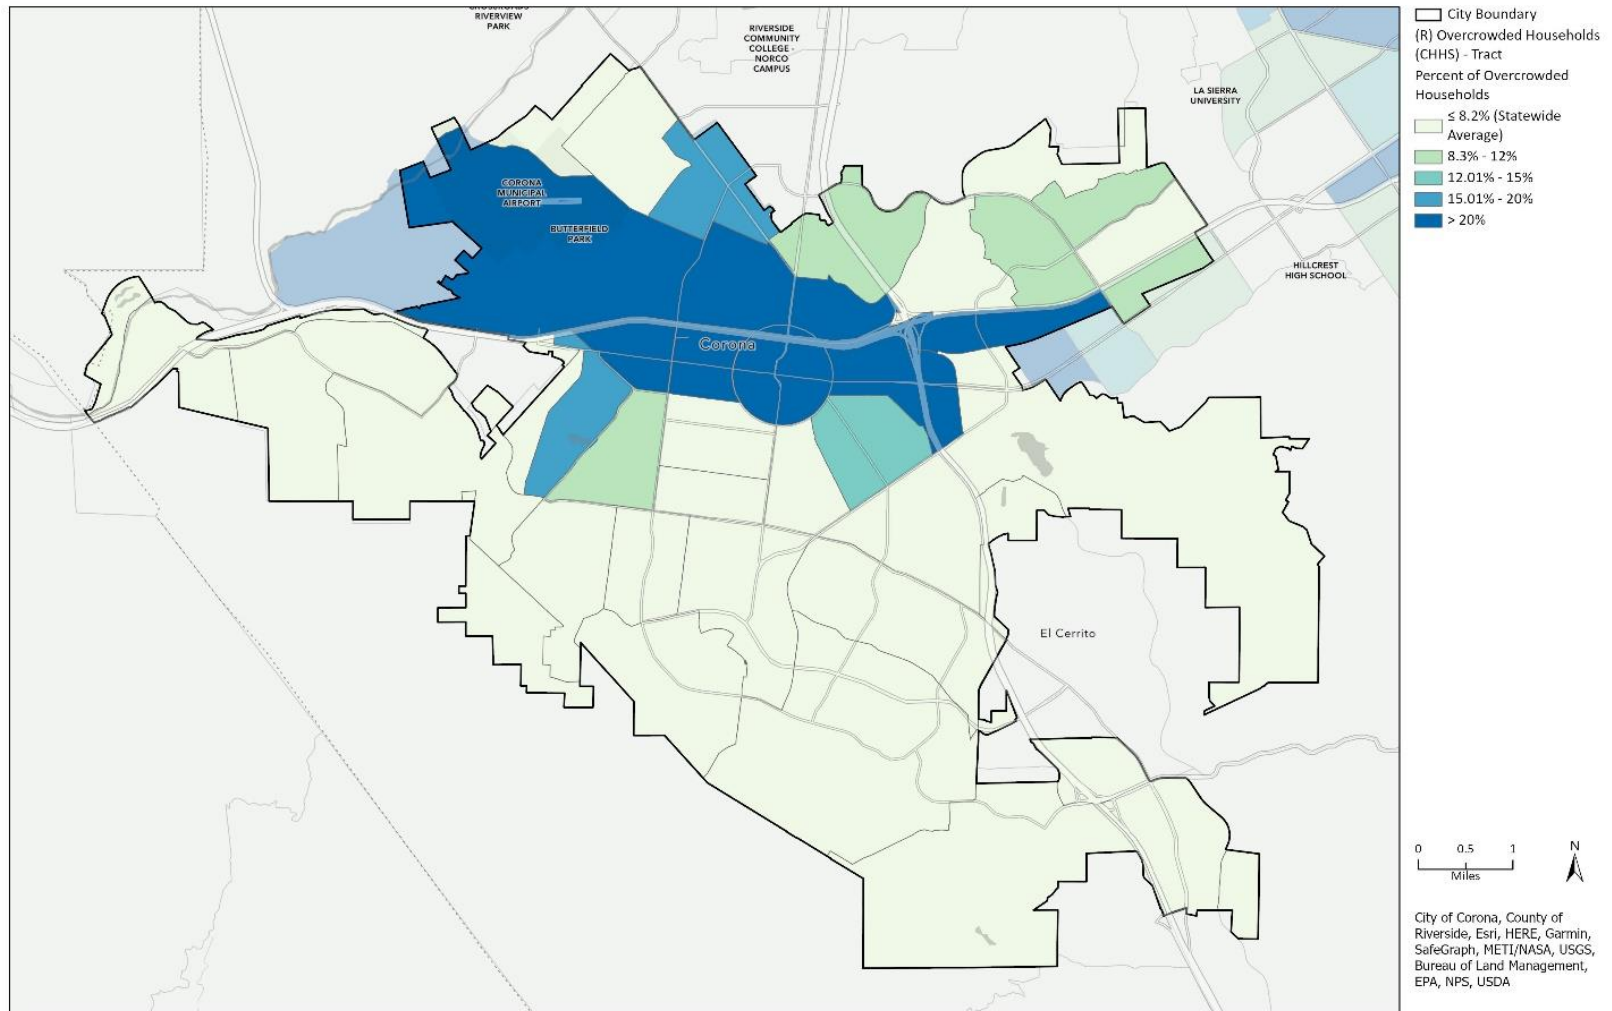 CROSSROADS
RIVERVIEW
PARK
RIVERSIDE
COMMUNITY
COLLEGE -
NORCO
CAMPUS
LA SIERRA
UNIVERSITY
CORONA
MUNICIPAL
AIRPORT
BUTTERFIELD
PARK
HILLCREST
HIGH SCHOOL
Corona
El Cerrito
City Boundary
(R) Overcrowded Households
(CHHS) - Tract
Percent of Overcrowded
Households
≤ 8.2% (Statewide
Average)
8.3% - 12%
12.01% - 15%
15.01% - 20%
> 20%
0 0.5 1
Miles
N
City of Corona, County of
Riverside, Esri, HERE, Garmin,
SafeGraph, METI/NASA, USGS,
Bureau of Land Management,
EPA, NPS, USDA